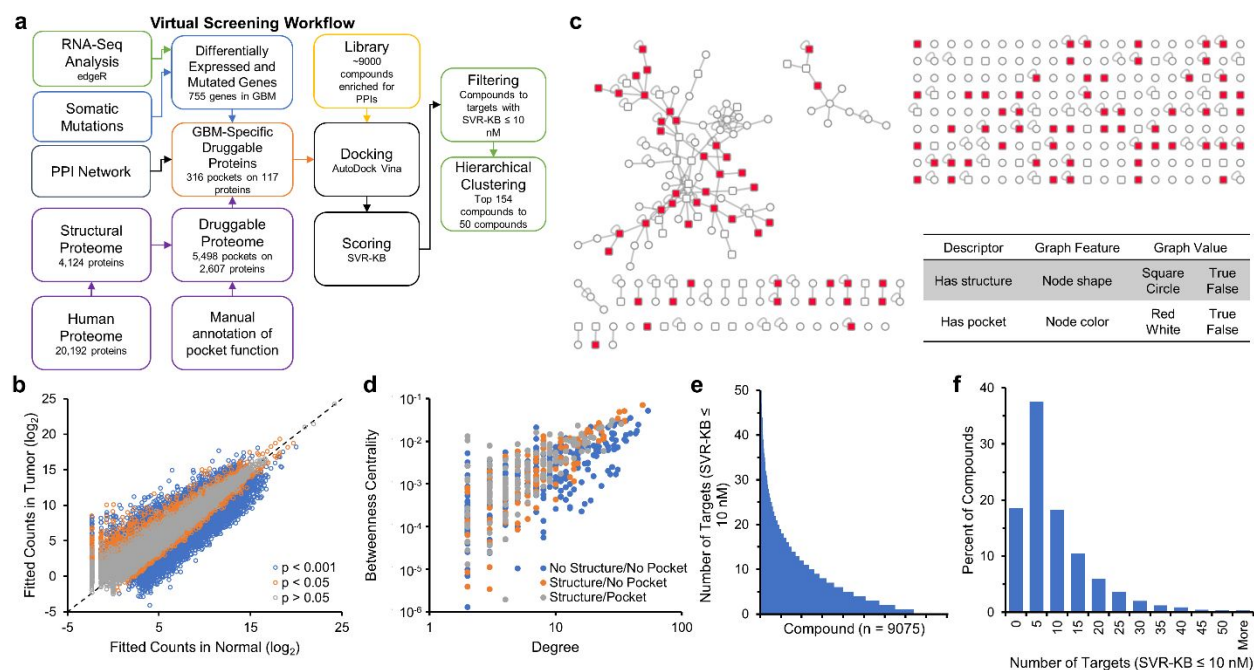 a
Virtual Screening Workflow
RNA-Seq
Analysis
edgeR
Differentially
Expressed and
Mutated Genes
755 genes in GBM
Library
~9000
compounds
enriched for
PPIs
Filtering
Compounds to
targets with
SVR-KB ≤ 10
nM
Somatic
Mutations
PPI Network
GBM-Specific
Druggable
Proteins
316 pockets on 117
proteins
Docking
AutoDock Vina
Hierarchical
Clustering
Top 154
compounds to
50 compounds
Structural
Proteome
4,124 proteins
Druggable
Proteome
5,498 pockets on
2,607 proteins
Scoring
SVR-KB
Human
Proteome
20,192 proteins
Manual
annotation of
pocket function
c
Descriptor Graph Feature Graph Value
Has structure Node shape Square True
Circle False
Has pocket Node color Red True
White False
b
Fitted Counts in Tumor (log2)
25
20
15
10
5
0
-5
-5 5 15 25
Fitted Counts in Normal (log2)
p < 0.001
p < 0.05
p > 0.05
d
Betweenness Centrality
10-1
10-2
10-3
10-4
10-5
10-6
1 10 100
Degree
No Structure/No Pocket
Structure/No Pocket
Structure/Pocket
e
Number of Targets (SVR-KB ≤
10 nM)
50
40
30
20
10
0
Compound (n = 9075)
f
Percent of Compounds
40
30
20
10
0
0 5 10 15 20 25 30 35 40 45 50 More
Number of Targets (SVR-KB ≤ 10 nM)